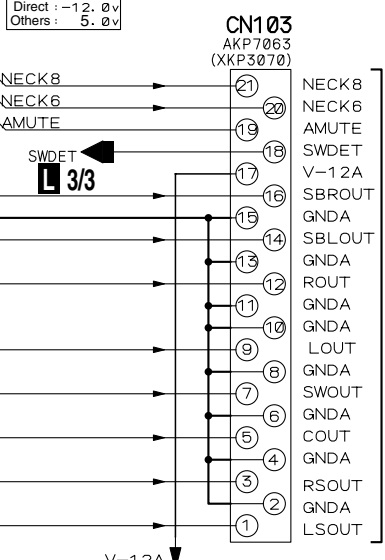 Direct : -12. 0v
Others : 5. 0v
CN103
AKP7063
(XKP3070)
NECK8 21 NECK8
NECK6 20 NECK6
AMUTE 19 AMUTE
SWDET 18 SWDET
L 3/3
17 V-12A
16 SBROUT
15 GNDA
14 SBLOUT
13 GNDA
12 ROUT
11 GNDA
10 GNDA
9 LOUT
8 GNDA
7 SWOUT
6 GNDA
5 COUT
4 GNDA
3 RSOUT
2 GNDA
1 LSOUT
V-12A